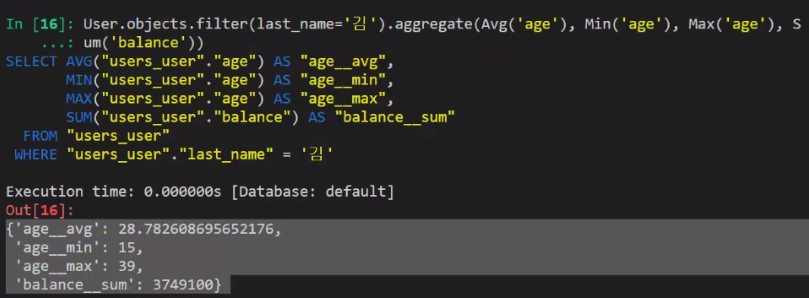 In [16]: User.objects.filter(last_name='김').aggregate(Avg('age'), Min('age'), Max('age'), S
    ...: um('balance'))
SELECT AVG("users_user"."age") AS "age__avg",
       MIN("users_user"."age") AS "age__min",
       MAX("users_user"."age") AS "age__max",
       SUM("users_user"."balance") AS "balance__sum"
  FROM "users_user"
 WHERE "users_user"."last_name" = '김'
Execution time: 0.000000s [Database: default]
Out[16]:
{'age__avg': 28.782608695652176,
 'age__min': 15,
 'age__max': 39,
 'balance__sum': 3749100}